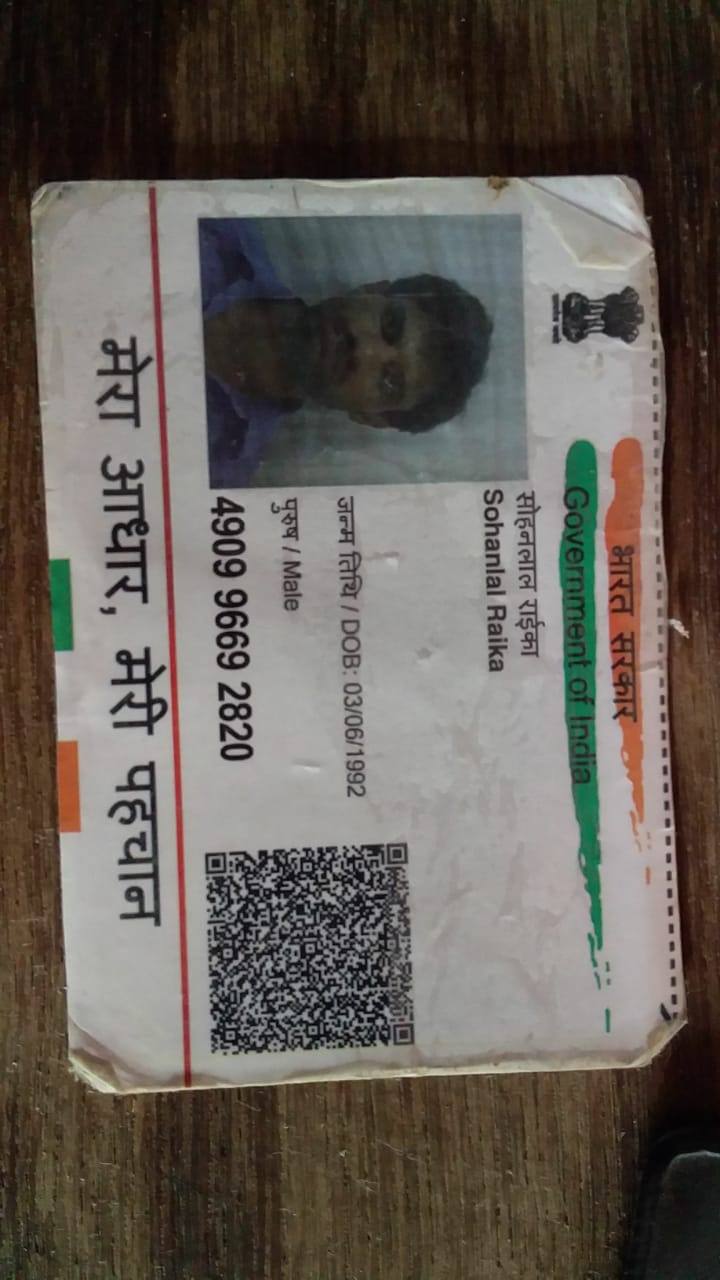 भारत सरकार
Government of India
सोहनलाल राईका
Sohanlal Raika
जन्म तिथि / DOB: 03/06/1992
पुरुष / Male
4909 9669 2820
मेरा आधार, मेरी पहचान